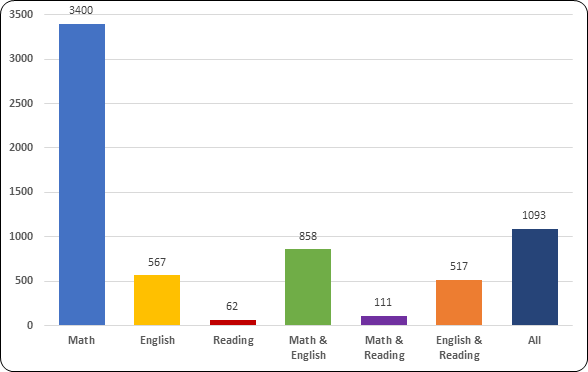 3400
3500
3000
2500
2000
1500
1000
500
0
567
62
858
111
517
1093
Math
English
Reading
Math &
English
Math &
Reading
English &
Reading
All